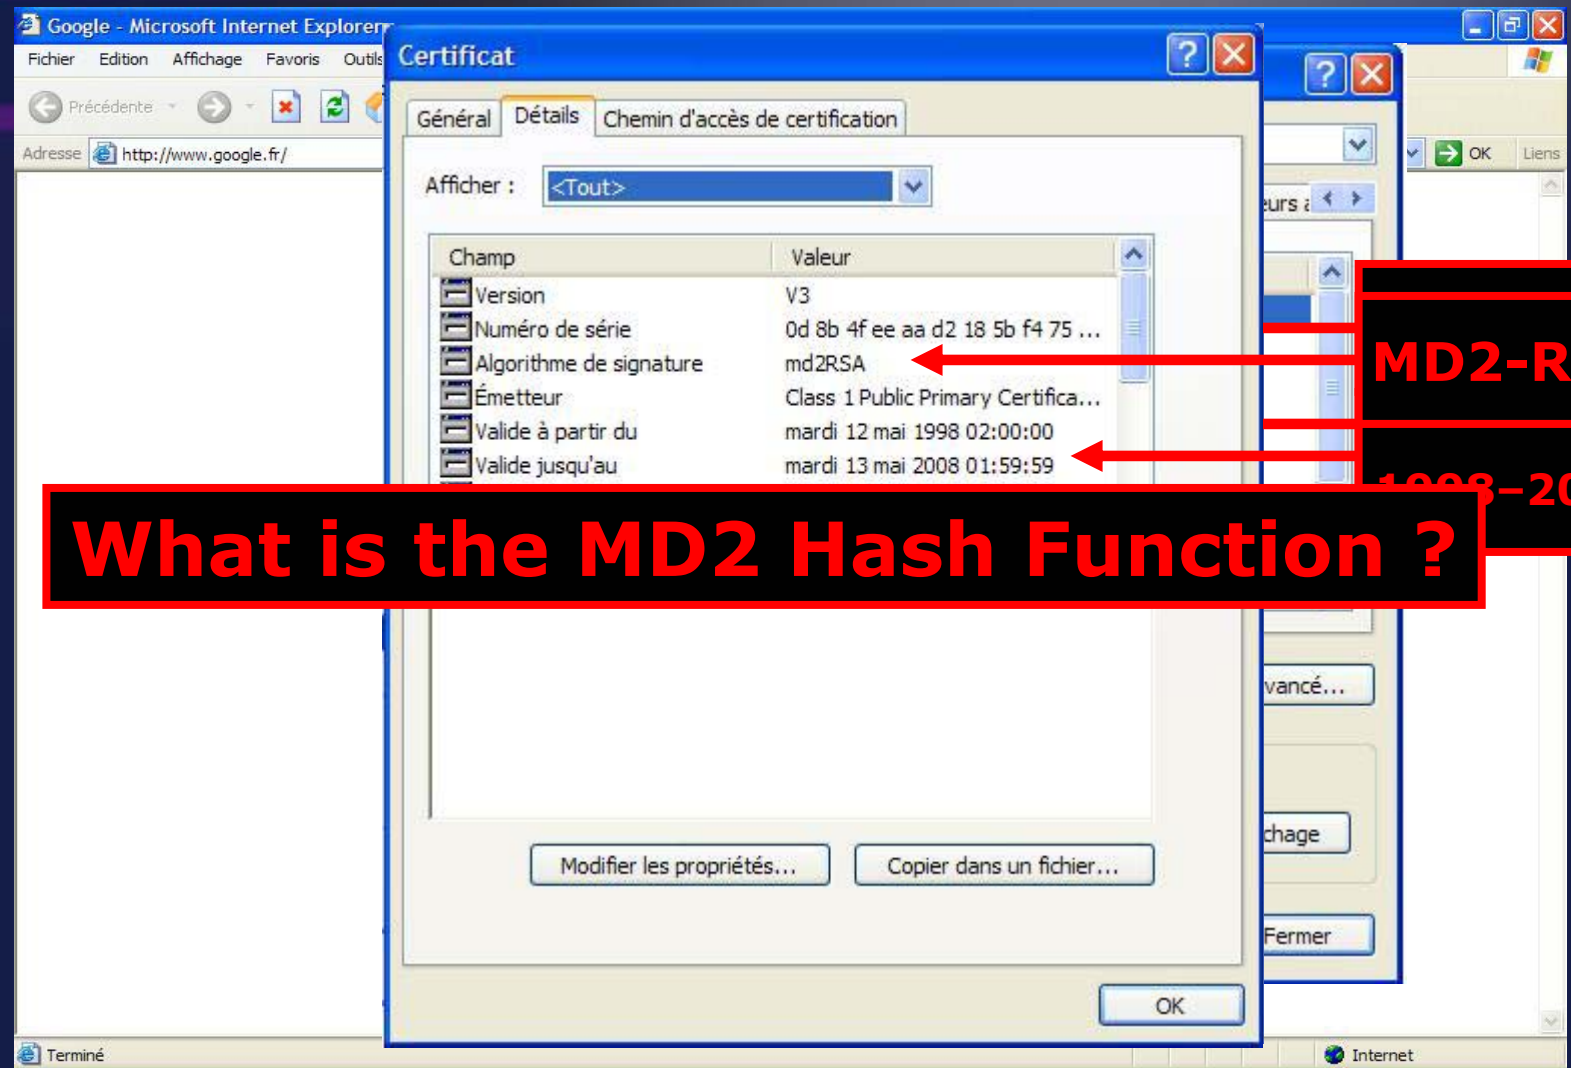 Google - Microsoft Internet Explorer
Fichier Edition Affichage Favoris Outils
Précédente
Adresse http://www.google.fr/
OK Liens
Certificat
Général Détails Chemin d'accès de certification
Afficher : <Tout>
eurs a
Champ Valeur
Version V3
Numéro de série 0d 8b 4f ee aa d2 18 5b f4 75 ...
Algorithme de signature md2RSA
Émetteur Class 1 Public Primary Certifica...
Valide à partir du mardi 12 mai 1998 02:00:00
Valide jusqu'au mardi 13 mai 2008 01:59:59
MD2-R
1998-20
What is the MD2 Hash Function ?
vancé...
chage
Modifier les propriétés... Copier dans un fichier...
Fermer
OK
Terminé Internet